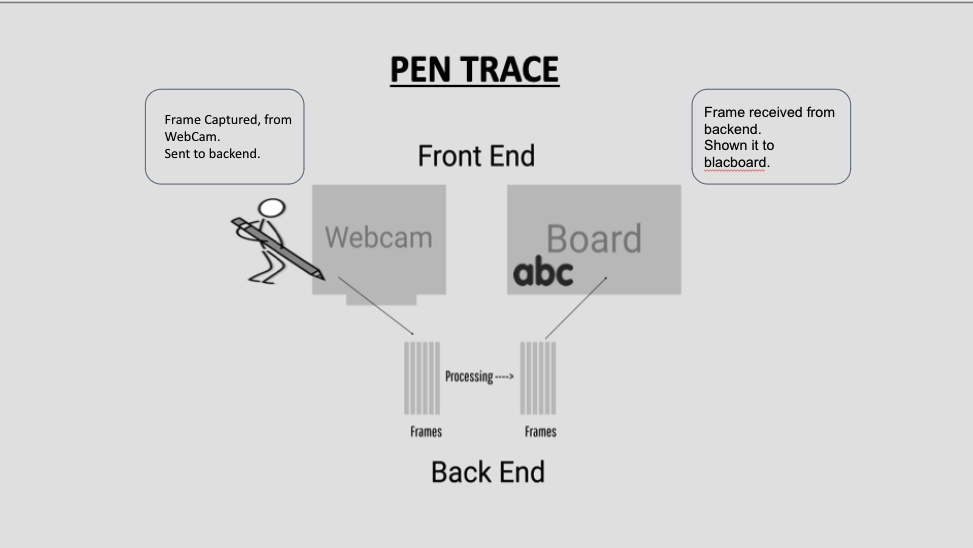 PEN TRACE
Frame Captured, from
WebCam.
Sent to backend.
Frame received from
backend.
Shown it to
blacboard.
Front End
Webcam
Board
abc
Processing ---->
Frames
Frames
Back End